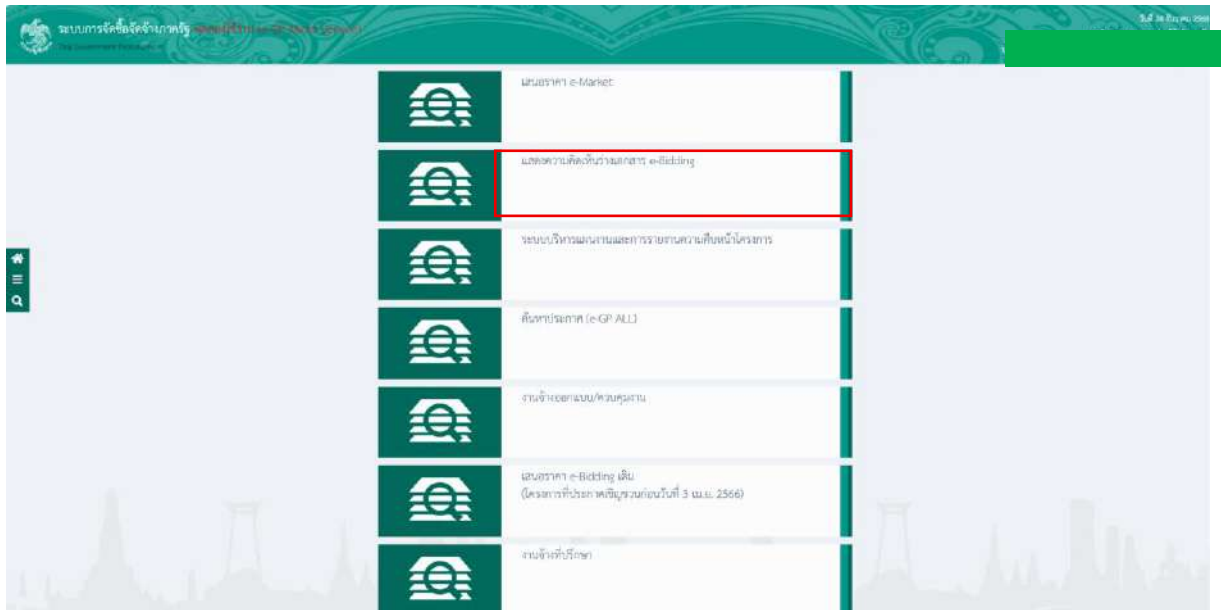 ระบบการจัดซื้อจัดจ้างภาครัฐ
Thai Government Procurement
เสนอราคา e-Market
แสดงความคิดเห็นร่างเอกสาร e-Bidding
ระบบบริหารแผนงานและการรายงานความคืบหน้าโครงการ
ค้นหาประกาศ (e-GP ALL)
งานจ้างออกแบบ/ควบคุมงาน
เสนอราคา e-Bidding เดิม
(โครงการที่ประกาศเชิญชวนก่อนวันที่ 3 เม.ย. 2566)
งานจ้างที่ปรึกษา